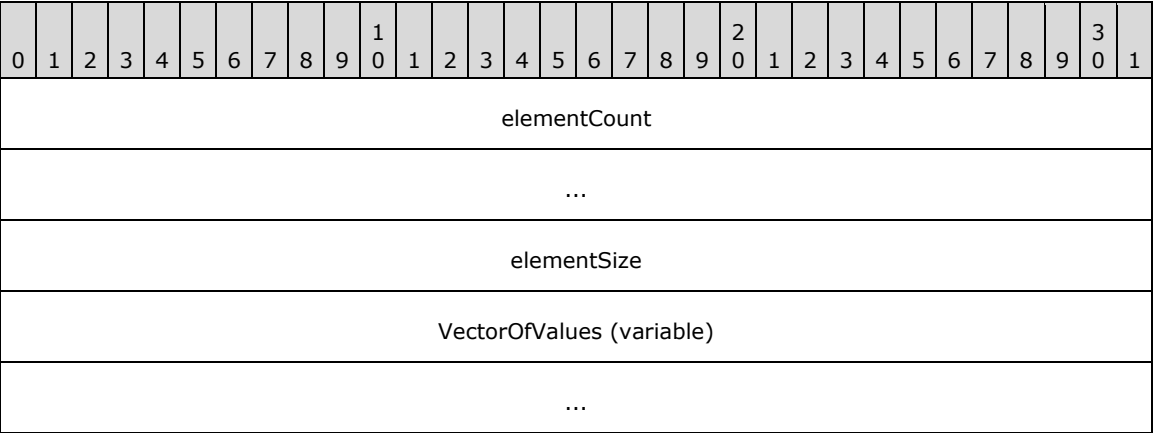 1 2 3
0 1 2 3 4 5 6 7 8 9 0 1 2 3 4 5 6 7 8 9 0 1 2 3 4 5 6 7 8 9 0 1
elementCount
...
elementSize
VectorOfValues (variable)
...